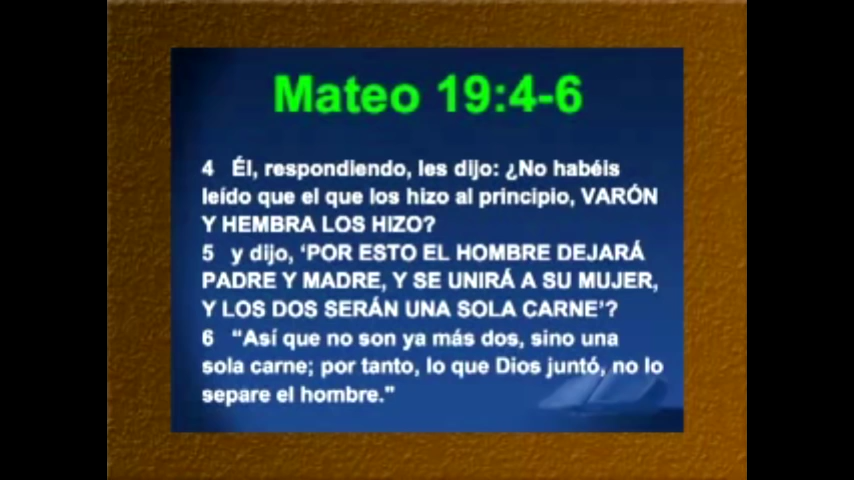 Mateo 19:4-6
4 Él, respondiendo, les dijo: ¿No habéis
leído que el que los hizo al principio, VARÓN
Y HEMBRA LOS HIZO?
5 y dijo, ‘POR ESTO EL HOMBRE DEJARÁ
PADRE Y MADRE, Y SE UNIRÁ A SU MUJER,
Y LOS DOS SERÁN UNA SOLA CARNE’?
6 “Así que no son ya más dos, sino una
sola carne; por tanto, lo que Dios juntó, no lo
separe el hombre."